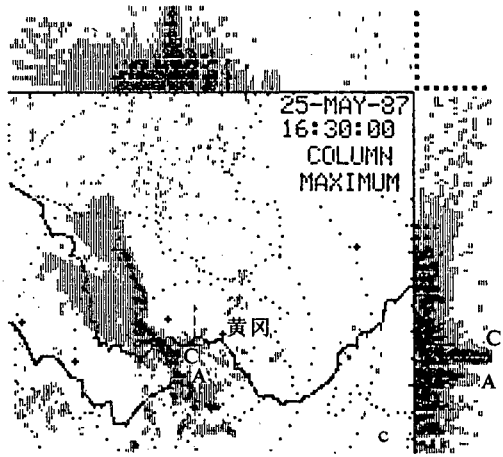 25-MAY-87
16:30:00
COLUMN
MAXIMUM
黄冈
C
A
C
A
c